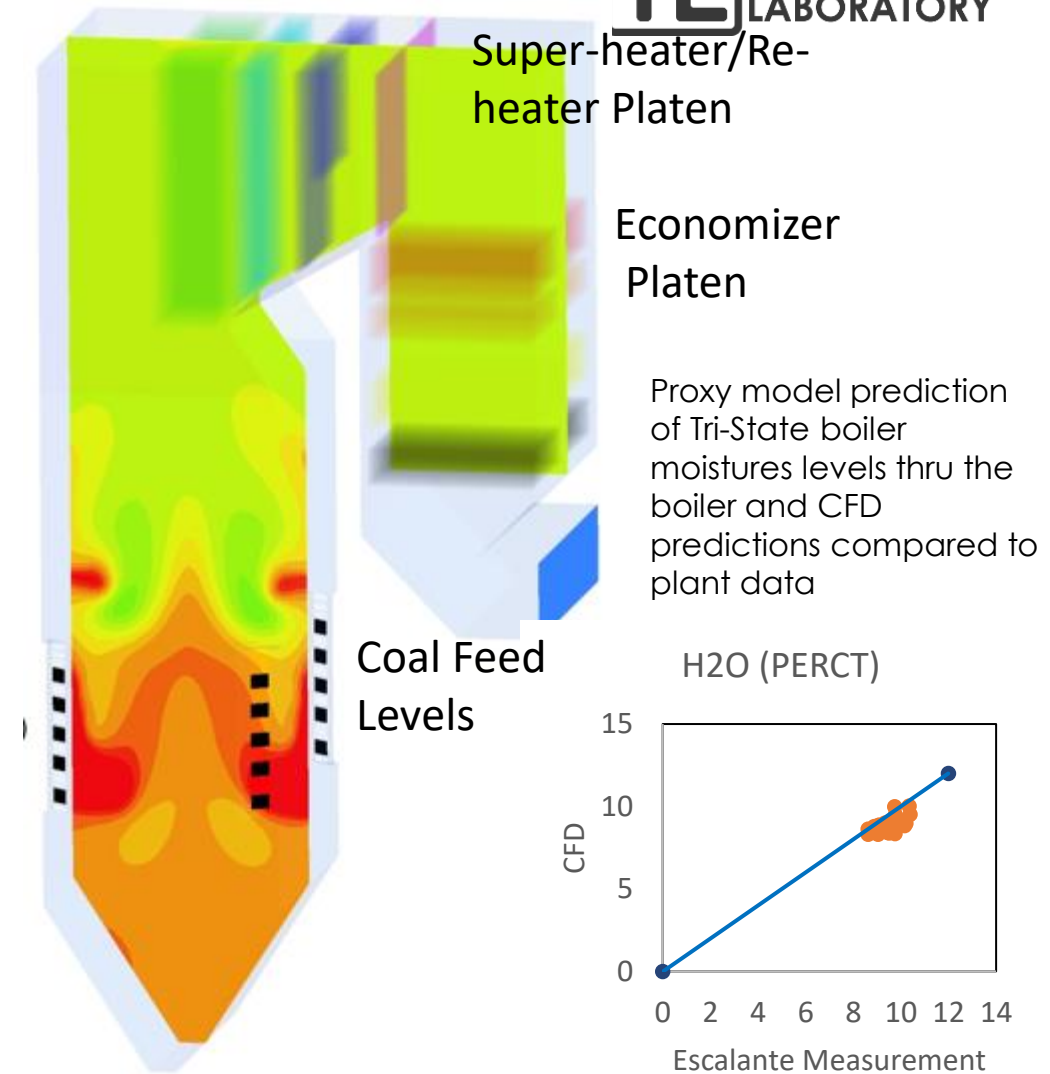 LABORATORY
Super-heater/Re-
heater Platen
Economizer
Platen
Proxy model prediction
of Tri-State boiler
moistures levels thru the
boiler and CFD
predictions compared to
plant data
Coal Feed
Levels
H2O (PERCT)
15
10
5
0
CFD
0 2 4 6 8 10 12 14
Escalante Measurement